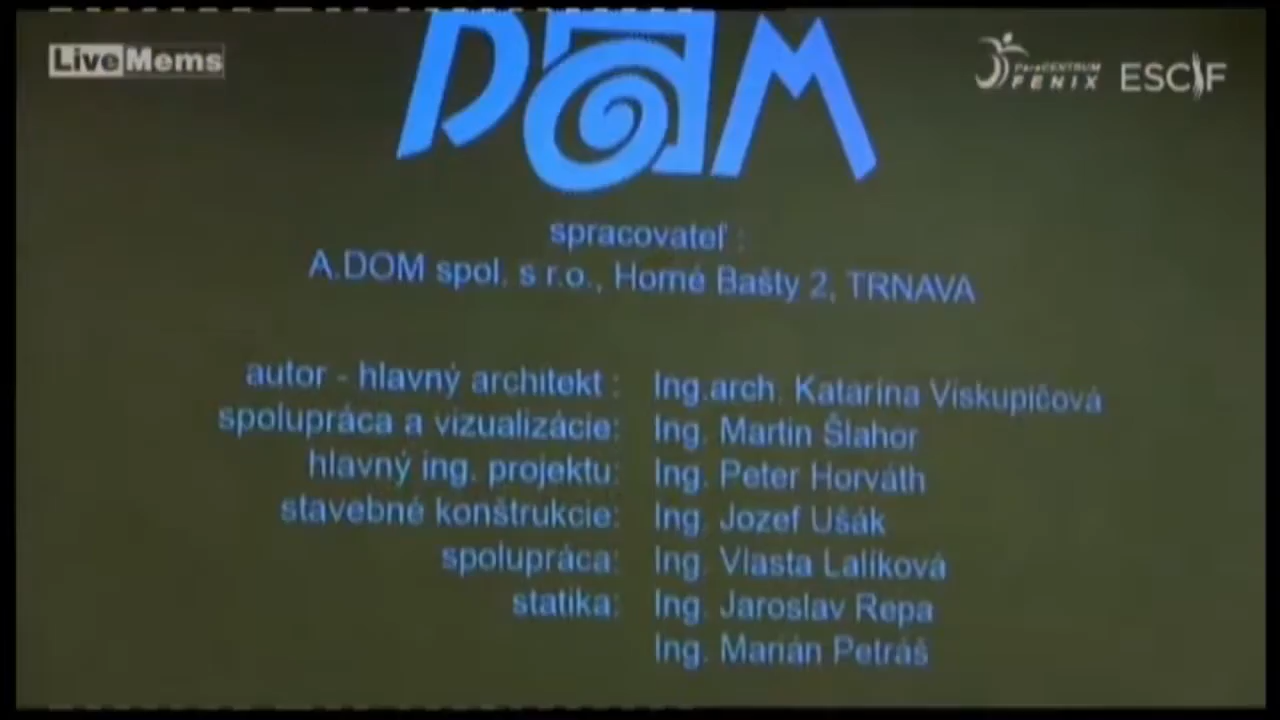 LiveMems
ParaCENTRUM
FENIX
ESCIF
DOM
spracovateľ :
A.DOM spol. s r.o., Horné Bašty 2, TRNAVA
autor - hlavný architekt : Ing.arch. Katarína Viskupičová
spolupráca a vizualizácie: Ing. Martin Šlahor
hlavný ing. projektu: Ing. Peter Horváth
stavebné konštrukcie: Ing. Jozef Ušák
spolupráca: Ing. Vlasta Lalíková
statika: Ing. Jaroslav Repa
Ing. Marián Petráš